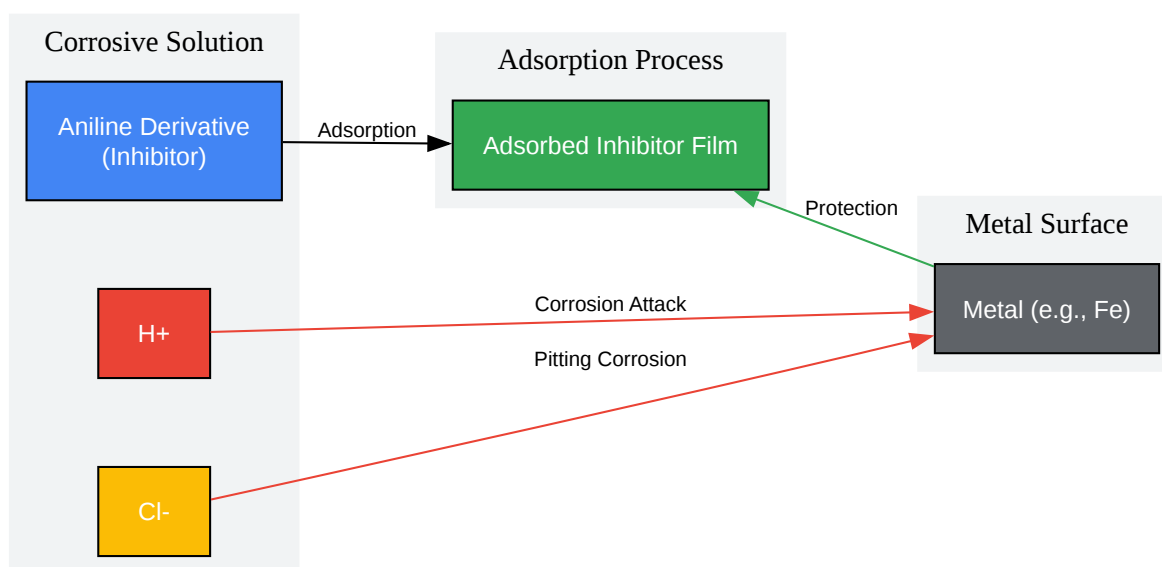 Corrosive Solution
Aniline Derivative
(Inhibitor)
H+
Cl-
Adsorption
Adsorption Process
Adsorbed Inhibitor Film
Protection
Corrosion Attack
Pitting Corrosion
Metal Surface
Metal (e.g., Fe)